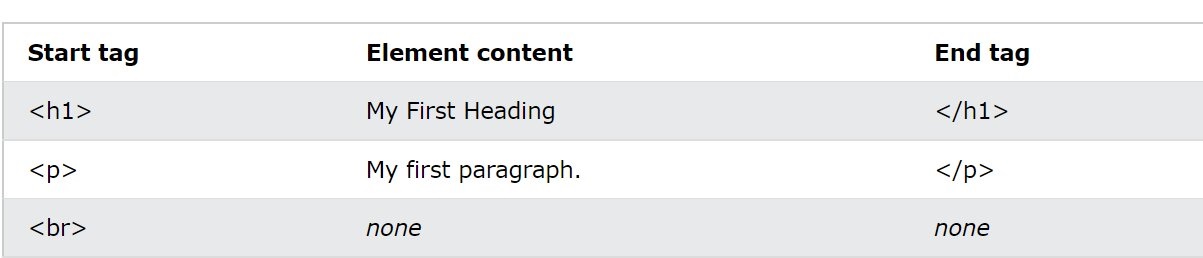 Start tag Element content End tag
<h1> My First Heading </h1>
<p> My first paragraph. </p>
<br> none none